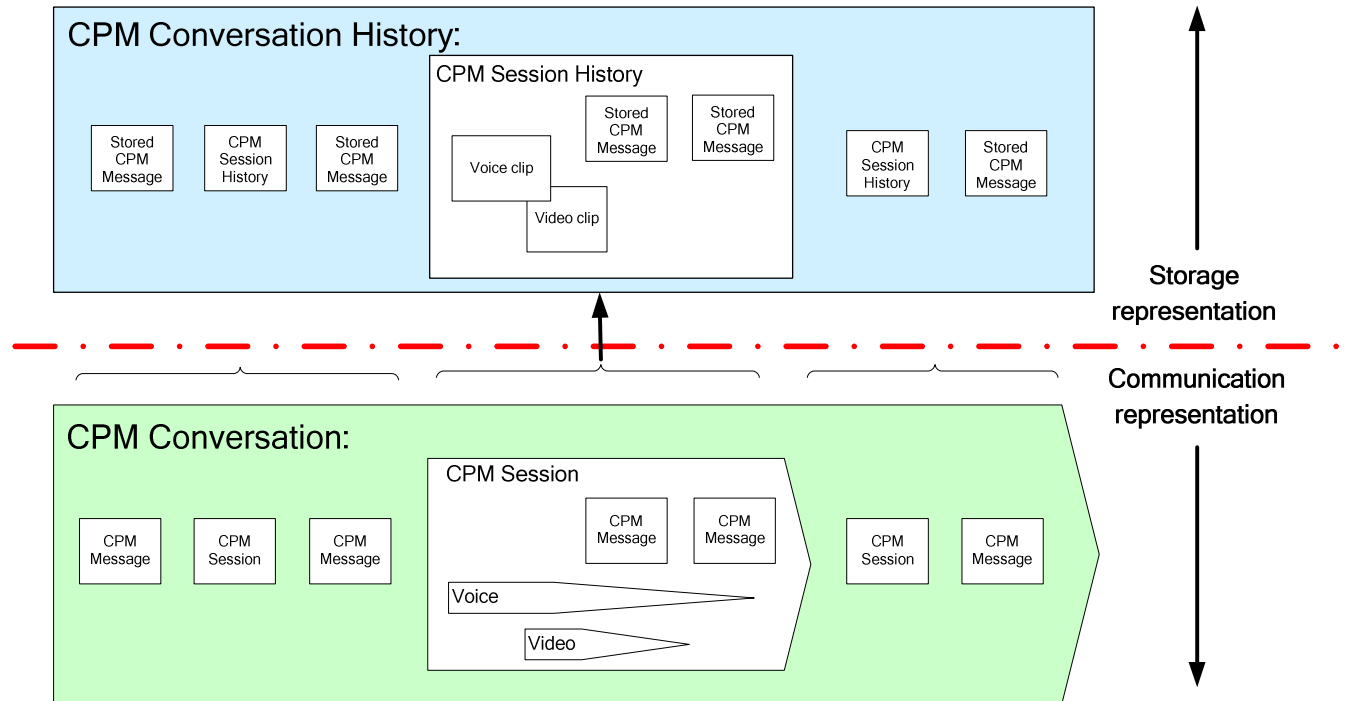 CPM Conversation History:
CPM Session History
Stored
CPM
Message
CPM
Session
History
Stored
CPM
Message
Voice clip
Video clip
Stored
CPM
Message
Stored
CPM
Message
CPM
Session
History
Stored
CPM
Message
Storage
representation
Communication
representation
CPM Conversation:
CPM Session
CPM
Message
CPM
Session
CPM
Message
CPM
Message
CPM
Message
Voice
Video
CPM
Session
CPM
Message